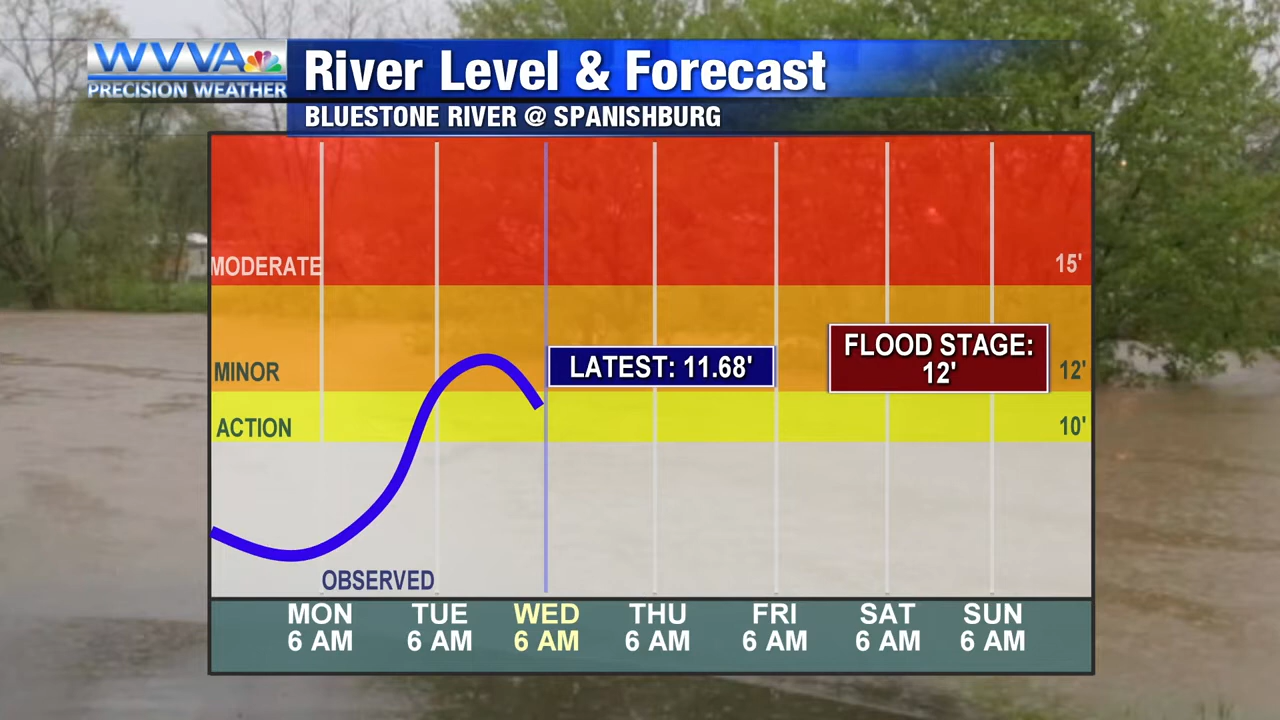 WVVA
PRECISION WEATHER
River Level & Forecast
BLUESTONE RIVER @ SPANISHBURG
MODERATE 15'
MINOR 12'
ACTION 10'
LATEST: 11.68'
FLOOD STAGE:
12'
OBSERVED
MON TUE WED THU FRI SAT SUN
6 AM 6 AM 6 AM 6 AM 6 AM 6 AM 6 AM